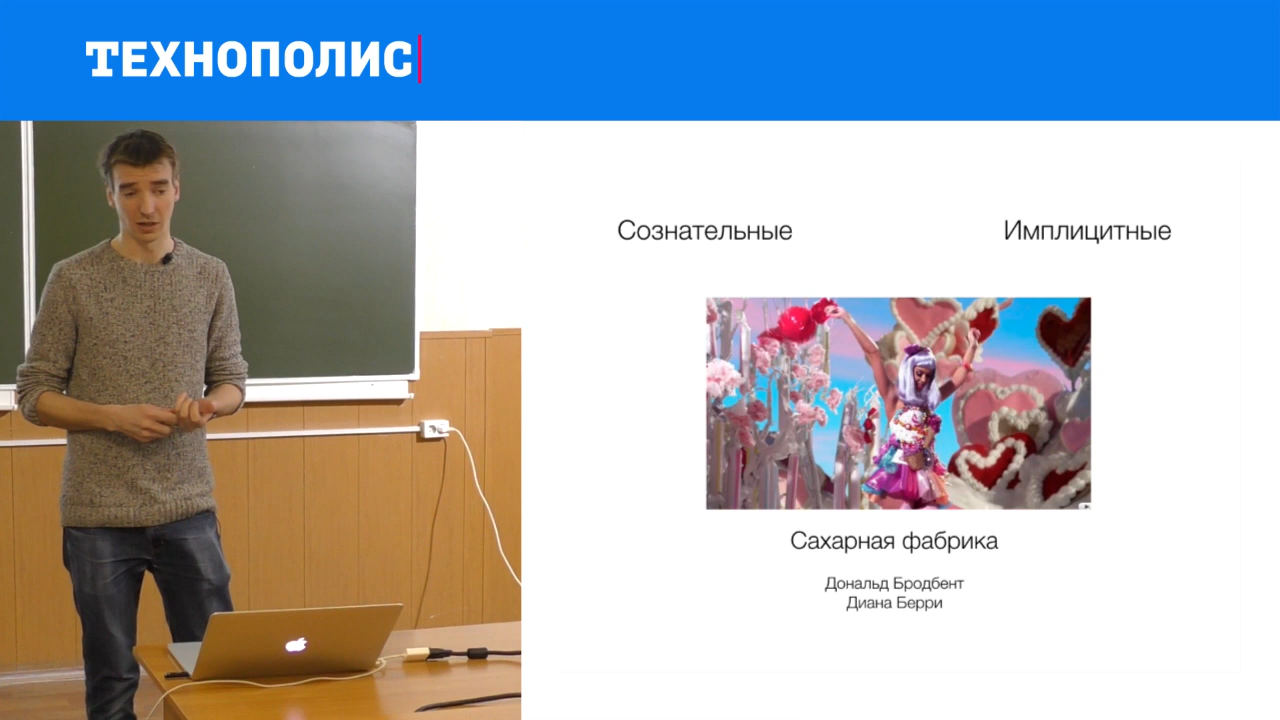 ТЕХНОПОЛИС
Сознательные
Имплицитные
Сахарная фабрика
Дональд Бродбент
Диана Берри